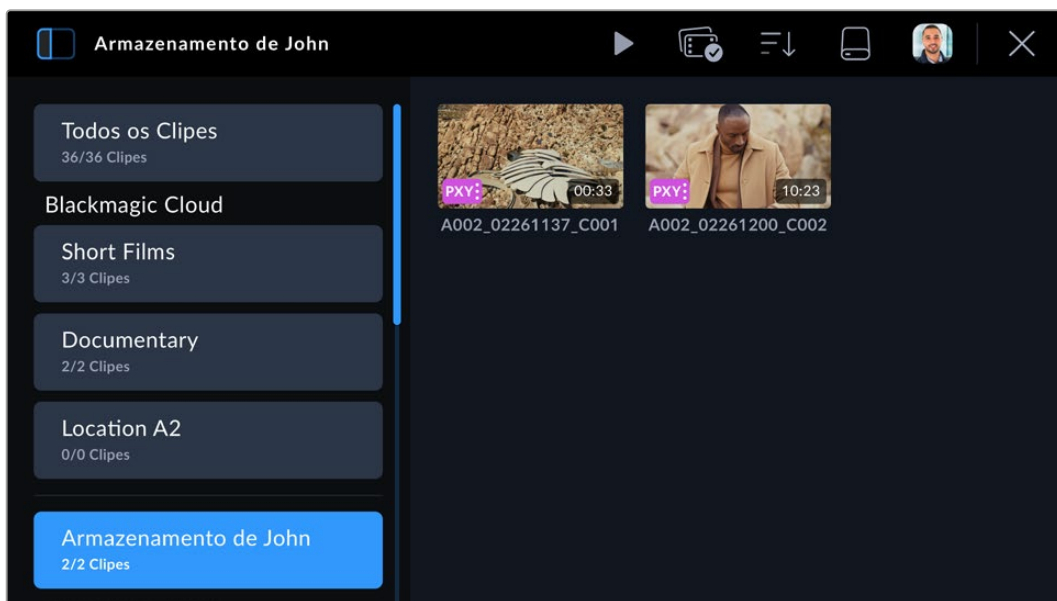 Armazenamento de John
Todos os Clipes
36/36 Clipes
Blackmagic Cloud
Short Films
3/3 Clipes
Documentary
2/2 Clipes
Location A2
0/0 Clipes
Armazenamento de John
2/2 Clipes
PXY 00:33
A002_02261137_C001
PXY 10:23
A002_02261200_C002